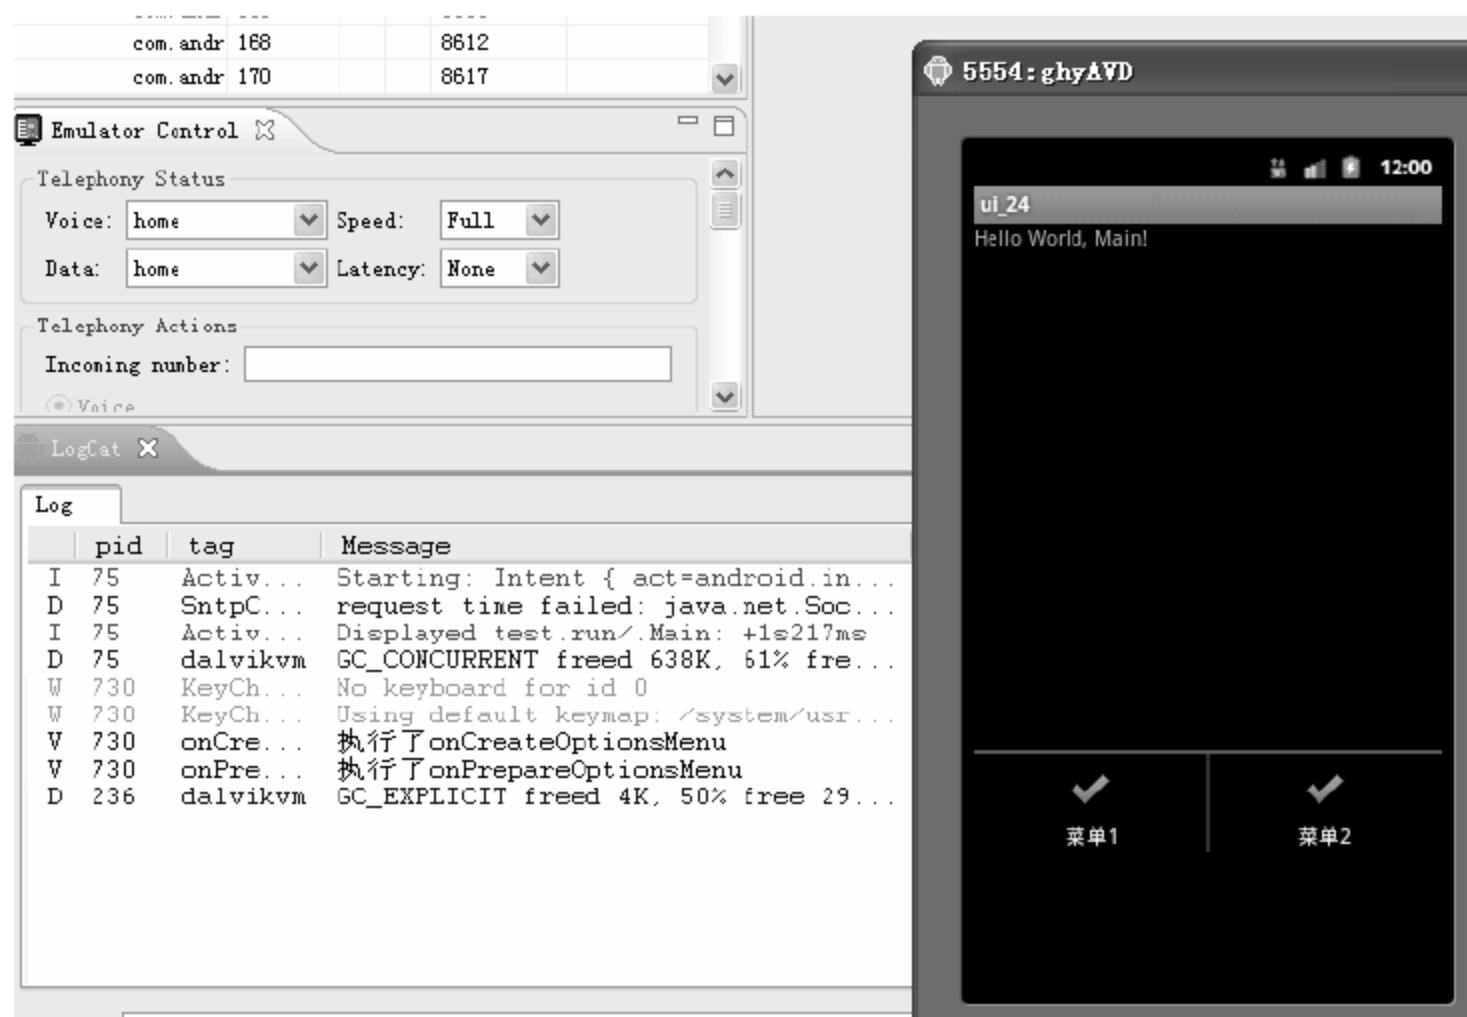 com.andr 168 8612
com.andr 170 8617
Emulator Control
Telephony Status
Voice: home Speed: Full
Data: home Latency: None
Telephony Actions
Incoming number:
Voice
LogCat
Log
pid tag Message
I 75 Activ... Starting: Intent { act=android.in...
D 75 SntpC... request time failed: java.net.Soc...
I 75 Activ... Displayed test.run/.Main: +1s217ms
D 75 dalvikvm GC_CONCURRENT freed 638K, 61% fre...
W 730 KeyCh... No keyboard for id 0
W 730 KeyCh... Using default keymap: /system/usr...
V 730 onCre... 执行了onCreateOptionsMenu
V 730 onPre... 执行了onPrepareOptionsMenu
D 236 dalvikvm GC_EXPLICIT freed 4K, 50% free 29...
5554:ghyAVD
12:00
ui_24
Hello World, Main!
菜单1
菜单2